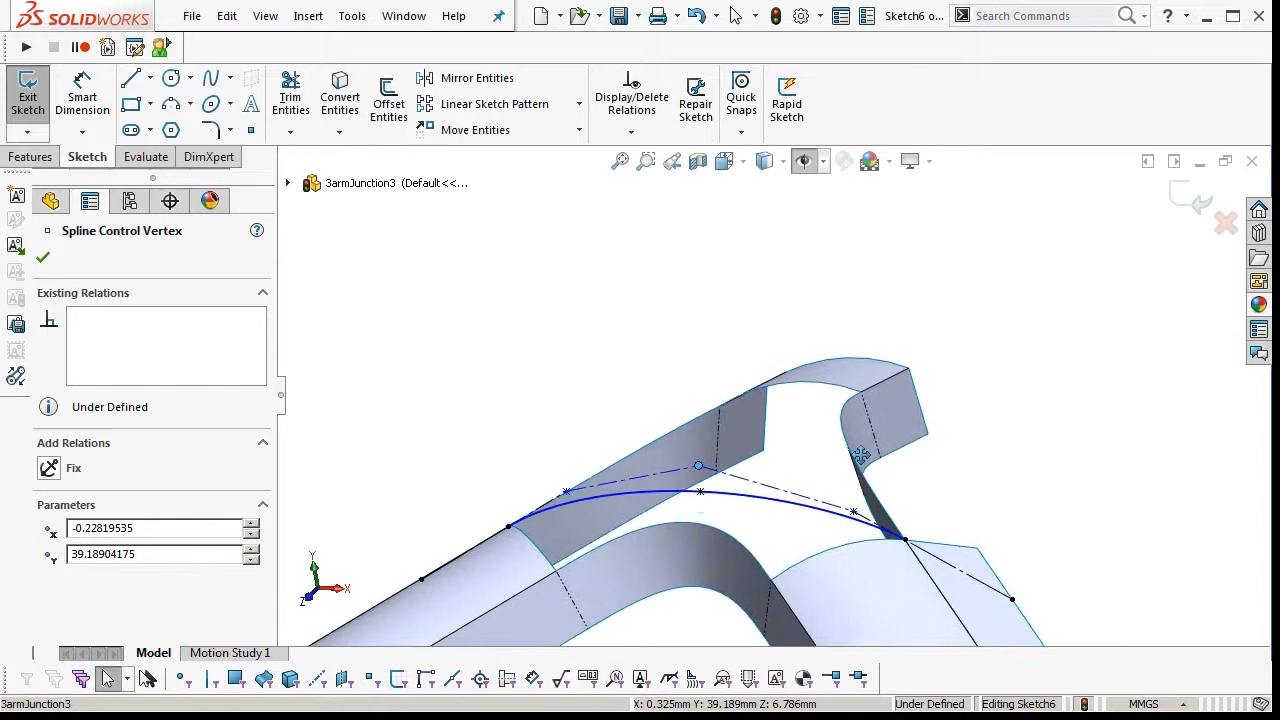 SOLIDWORKS File Edit View Insert Tools Window Help Sketch6 o... Search Commands ?
Exit Sketch
Smart Dimension
Trim Entities
Convert Entities
Offset Entities
Mirror Entities
Linear Sketch Pattern
Move Entities
Display/Delete Relations
Repair Sketch
Quick Snaps
Rapid Sketch
Features Sketch Evaluate DimXpert
3armJunction3 (Default<<...
Spline Control Vertex
Existing Relations
Under Defined
Add Relations
Fix
Parameters
-0.22819535
39.18904175
Y
X
Z
Model Motion Study 1
3armJunction3 X: 0.325mm Y: 39.189mm Z: 6.786mm Under Defined Editing Sketch6 MMGS